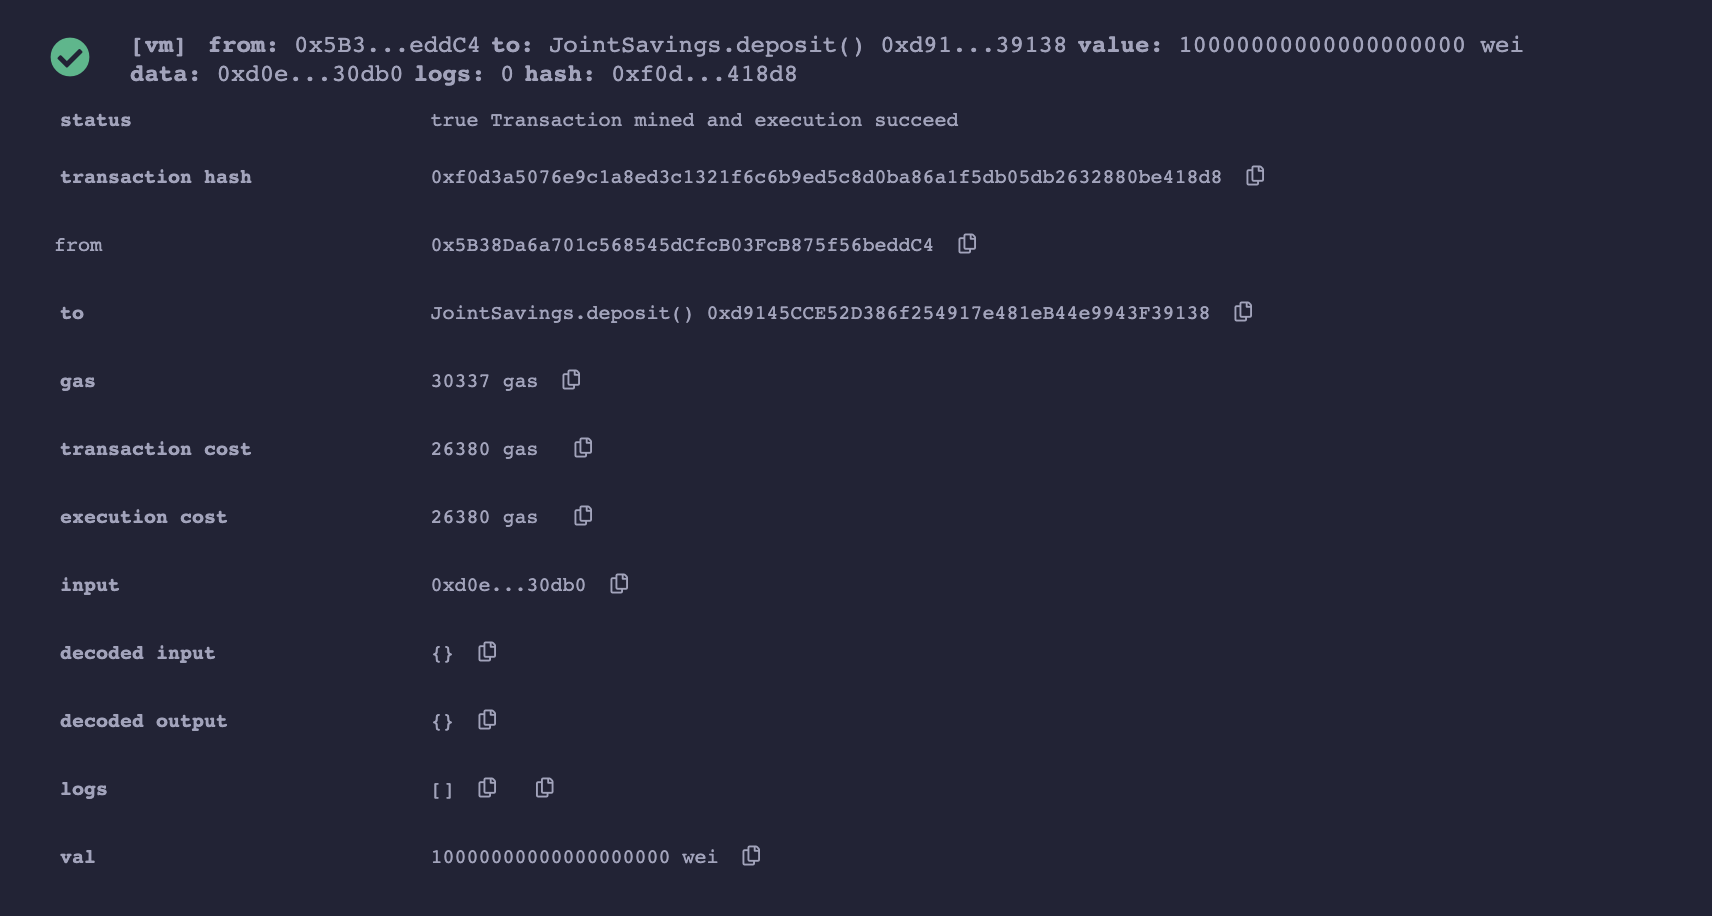 [vm] from: 0x5B3...eddC4 to: JointSavings.deposit() 0xd91...39138 value: 10000000000000000000 wei
data: 0xd0e...30db0 logs: 0 hash: 0xf0d...418d8
status true Transaction mined and execution succeed
transaction hash 0xf0d3a5076e9c1a8ed3c1321f6c6b9ed5c8d0ba86a1f5db05db2632880be418d8
from 0x5B38Da6a701c568545dCfcB03FcB875f56beddC4
to JointSavings.deposit() 0xd9145CCE52D386f254917e481eB44e9943F39138
gas 30337 gas
transaction cost 26380 gas
execution cost 26380 gas
input 0xd0e...30db0
decoded input {}
decoded output {}
logs []
val 10000000000000000000 wei